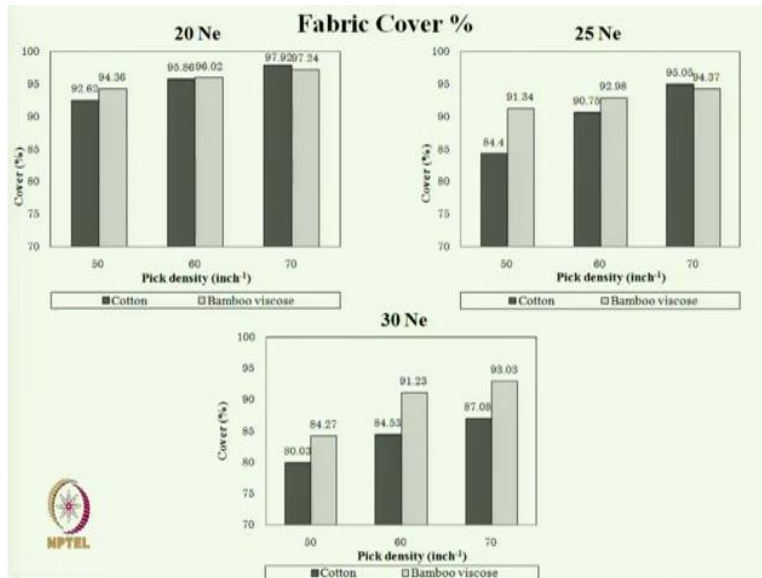 Fabric Cover %
20 Ne
100
95
90
85
80
75
70
Cover (%)
92.62
94.36
95.86
96.02
97.92
97.24
50
60
70
Pick density (inch-1)
Cotton
Bamboo viscose
25 Ne
100
95
90
85
80
75
70
Cover (%)
84.4
91.34
90.75
92.98
95.05
94.37
50
60
70
Pick density (inch-1)
Cotton
Bamboo viscose
30 Ne
100
95
90
85
80
75
70
Cover (%)
80.03
84.27
84.53
91.23
87.08
93.03
50
60
70
Pick density (inch-1)
Cotton
Bamboo viscose
NPTEL